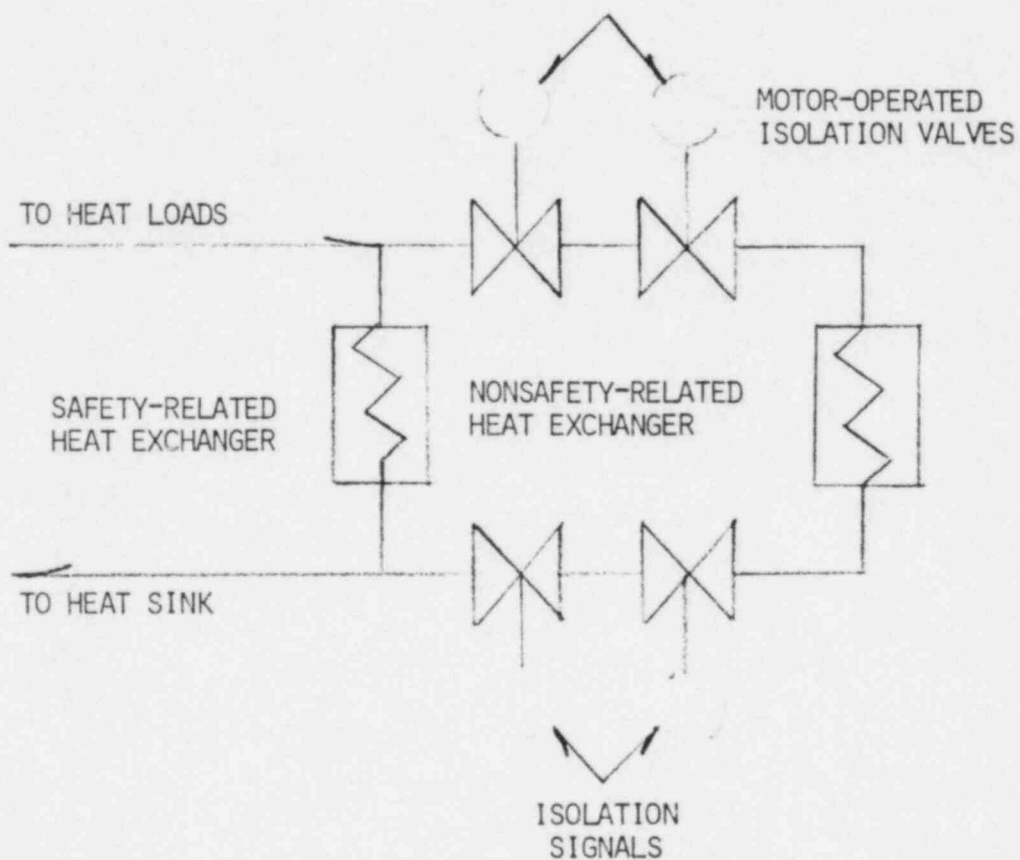 MOTOR-OPERATED
ISOLATION VALVES
TO HEAT LOADS
SAFETY-RELATED
HEAT EXCHANGER
NONSAFETY-RELATED
HEAT EXCHANGER
TO HEAT SINK
ISOLATION
SIGNALS